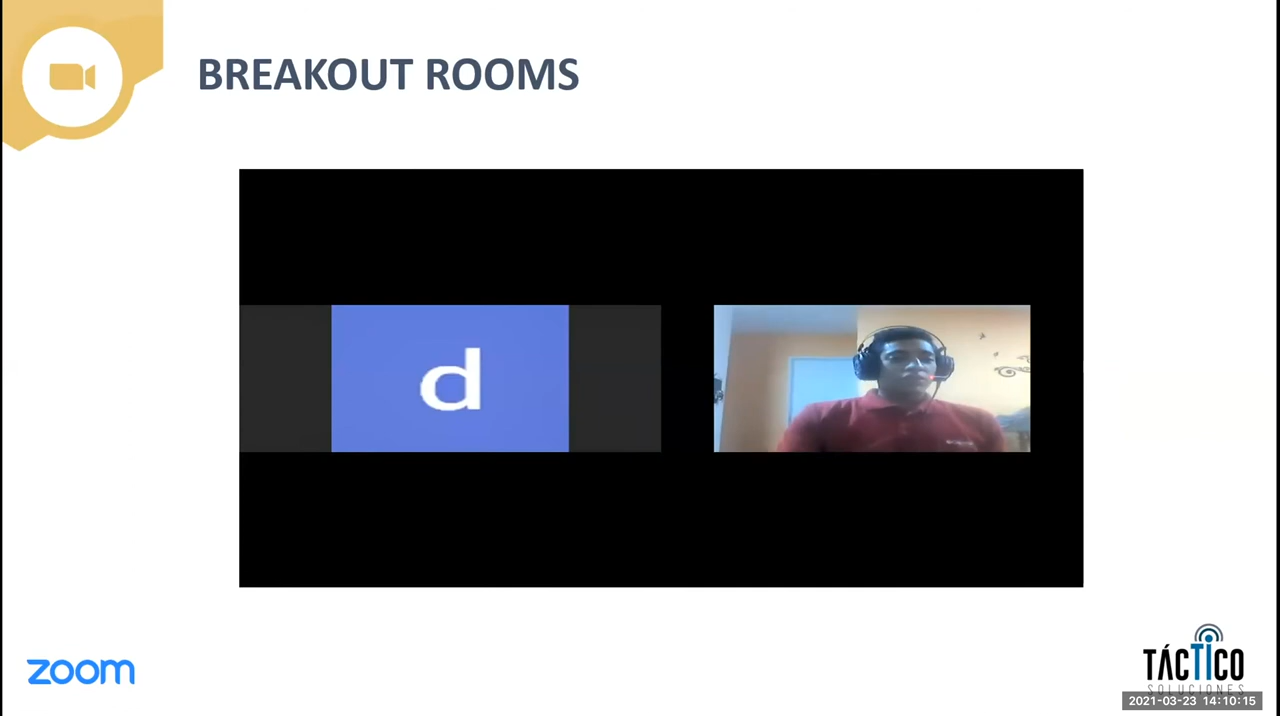 BREAKOUT ROOMS
d
zoom
TÁCTICO
SOLUCIONES
2021-03-23 14:10:15